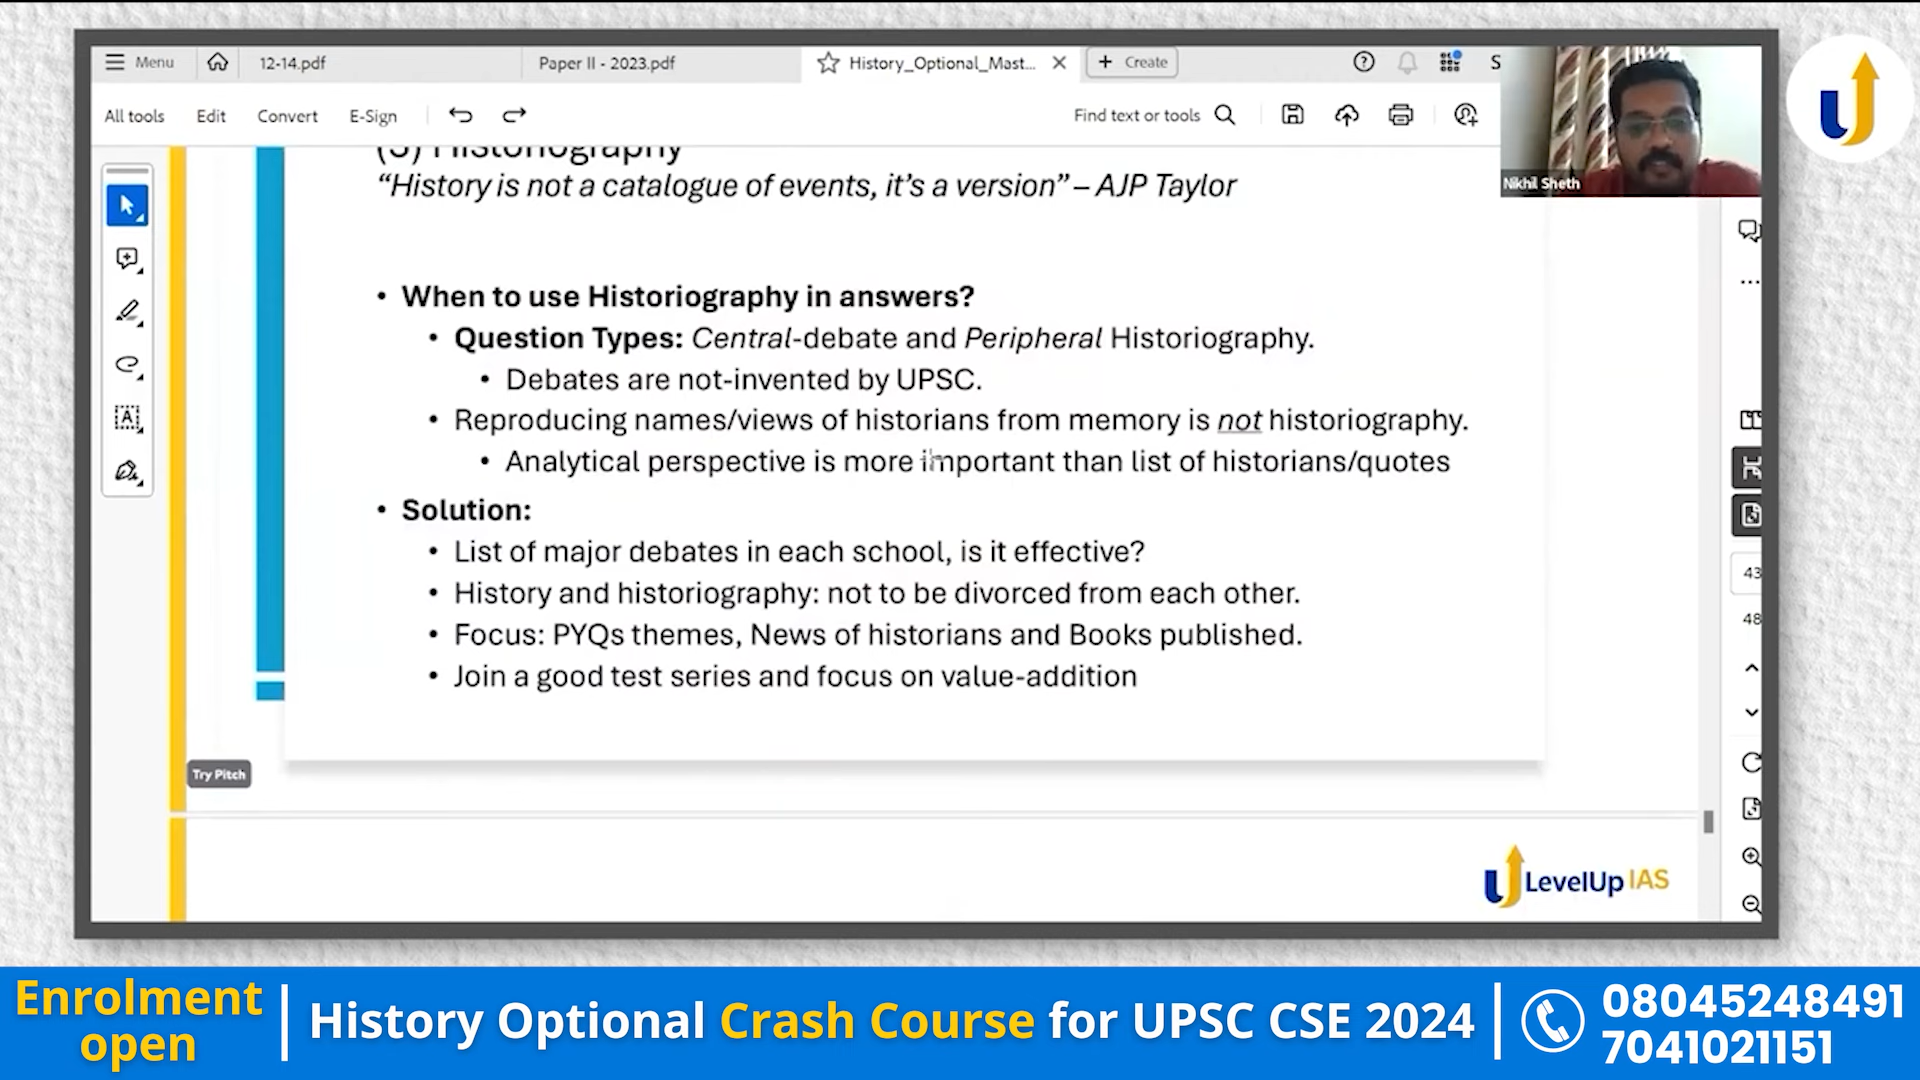 Menu
12-14.pdf
Paper II - 2023.pdf
History_Optional_Mast...
Create
S
All tools
Edit
Convert
E-Sign
Find text or tools
Nikhil Sheth
(3) Historiography
“History is not a catalogue of events, it’s a version” – AJP Taylor
• When to use Historiography in answers?
• Question Types: Central-debate and Peripheral Historiography.
• Debates are not-invented by UPSC.
• Reproducing names/views of historians from memory is not historiography.
• Analytical perspective is more important than list of historians/quotes
• Solution:
• List of major debates in each school, is it effective?
• History and historiography: not to be divorced from each other.
• Focus: PYQs themes, News of historians and Books published.
• Join a good test series and focus on value-addition
43
48
Try Pitch
LevelUp IAS
Enrolment
open
History Optional Crash Course for UPSC CSE 2024
08045248491
7041021151